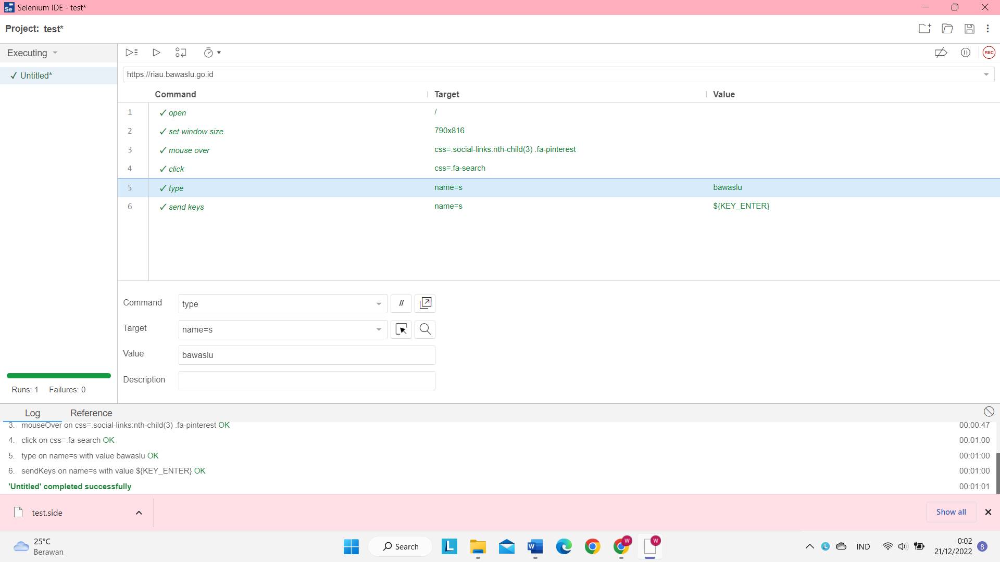 Selenium IDE - test*
Project: test*
Executing
✓ Untitled*
https://riau.bawaslu.go.id
REC
Command Target Value
1 ✓ open /
2 ✓ set window size 790x816
3 ✓ mouse over css=.social-links:nth-child(3) .fa-pinterest
4 ✓ click css=.fa-search
5 ✓ type name=s bawaslu
6 ✓ send keys name=s ${KEY_ENTER}
Command type //
Target name=s
Value bawaslu
Description
Runs: 1 Failures: 0
Log Reference
3. mouseOver on css=.social-links:nth-child(3) .fa-pinterest OK 00:00:47
4. click on css=.fa-search OK 00:01:00
5. type on name=s with value bawaslu OK 00:01:00
6. sendKeys on name=s with value ${KEY_ENTER} OK 00:01:00
'Untitled' completed successfully 00:01:01
test.side Show all
25°C
Berawan
Search
IND
0:02
21/12/2022
8